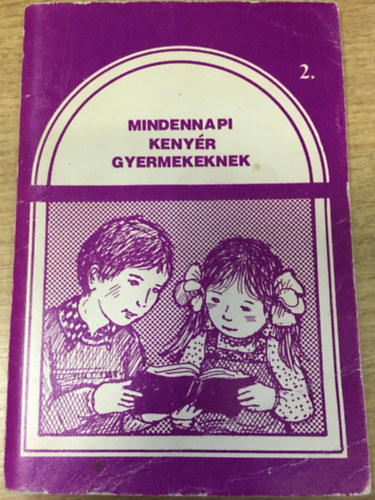 2.
MINDENNAPI
KENYÉR
GYERMEKEKNEK